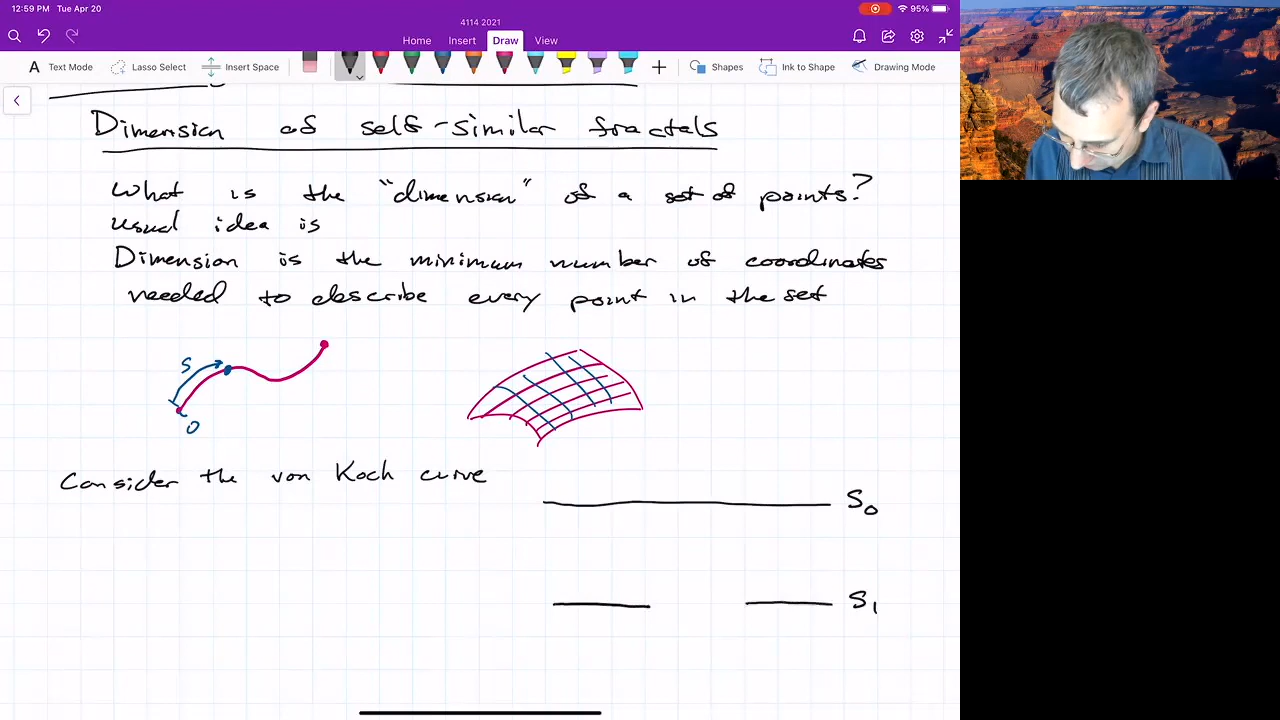 12:59 PM Tue Apr 20
95%
4114 2021
Home Insert Draw View
A Text Mode Lasso Select Insert Space Shapes Ink to Shape Drawing Mode
Dimension of self-similar fractals
What is the "dimension" of a set of points?
Usual idea is
Dimension is the minimum number of coordinates
needed to describe every point in the set
S
0
Consider the von Koch curve
S0
S1